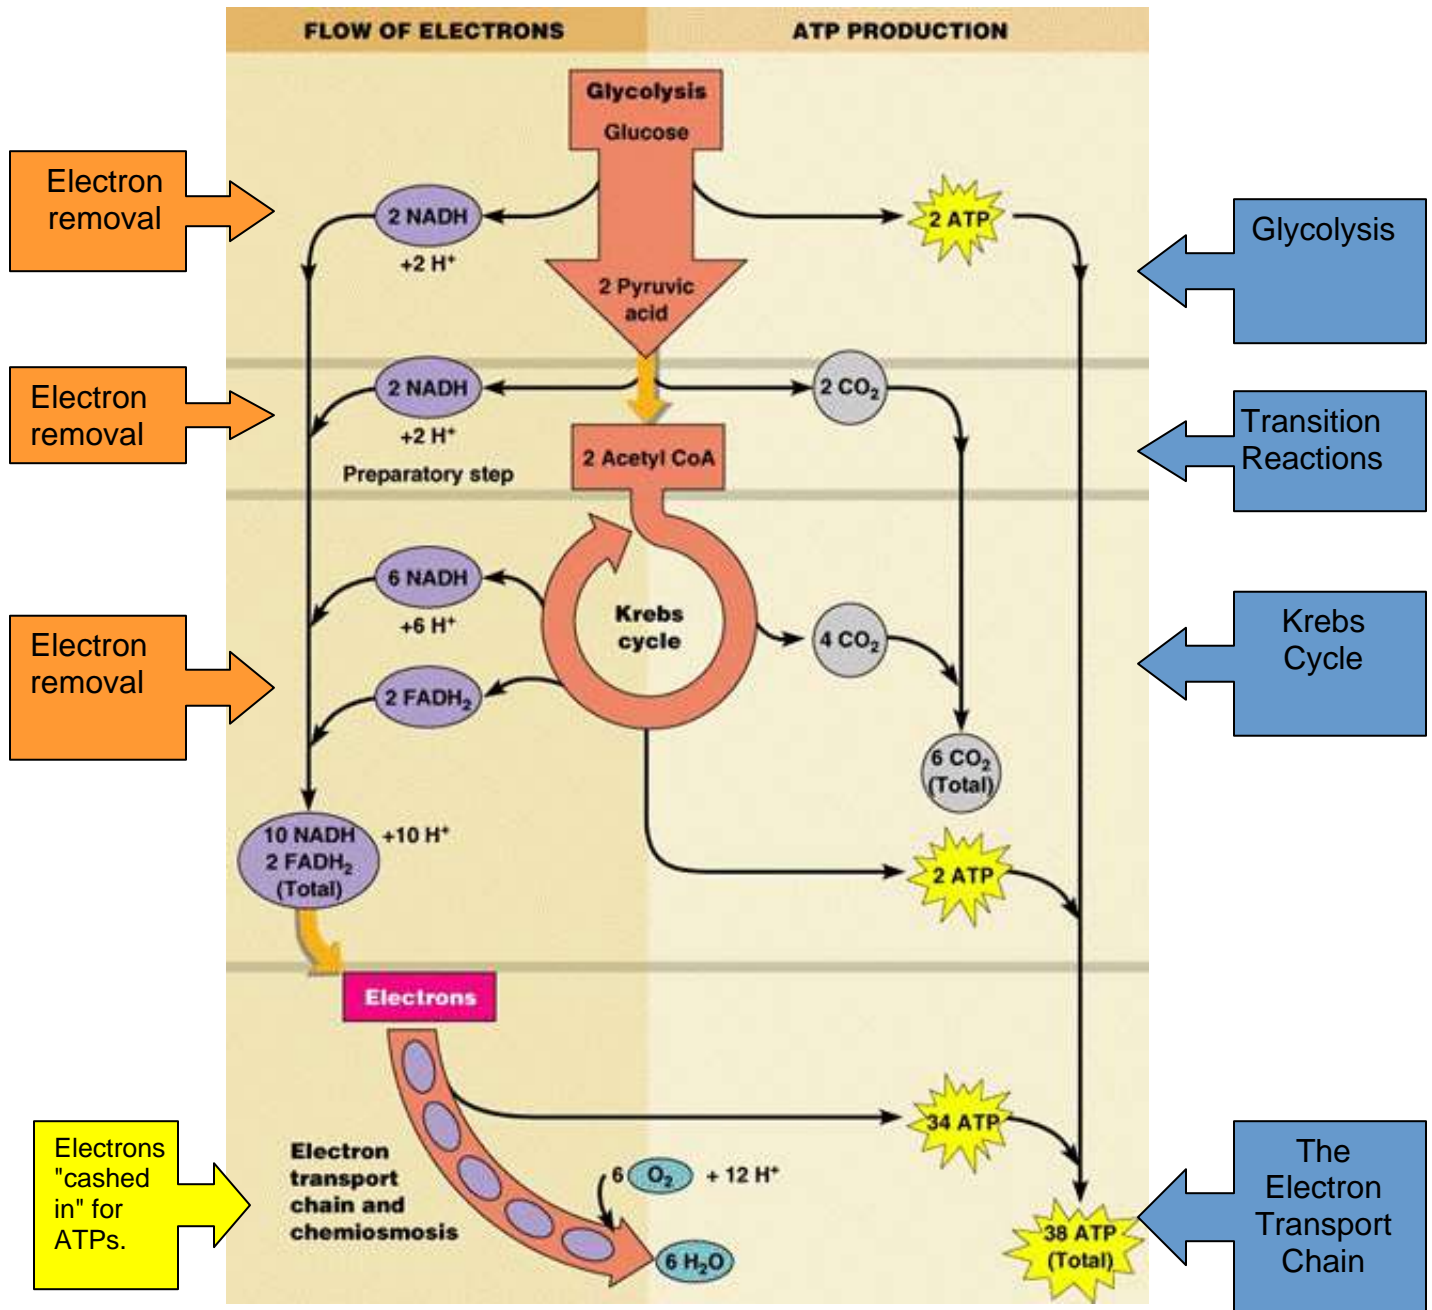 FLOW OF ELECTRONS
ATP PRODUCTION
Glycolysis
Glucose
Electron
removal
2 NADH
+2 H⁺
2 ATP
Glycolysis
2 Pyruvic
acid
Electron
removal
2 NADH
+2 H⁺
2 CO₂
Transition
Reactions
Preparatory step
2 Acetyl CoA
6 NADH
+6 H⁺
Krebs
cycle
4 CO₂
Krebs
Cycle
Electron
removal
2 FADH₂
6 CO₂
(Total)
10 NADH
2 FADH₂
(Total)
+10 H⁺
2 ATP
Electrons
34 ATP
Electrons
"cashed
in" for
ATPs.
Electron
transport
chain and
chemiosmosis
6 O₂ + 12 H⁺
6 H₂O
38 ATP
(Total)
The
Electron
Transport
Chain